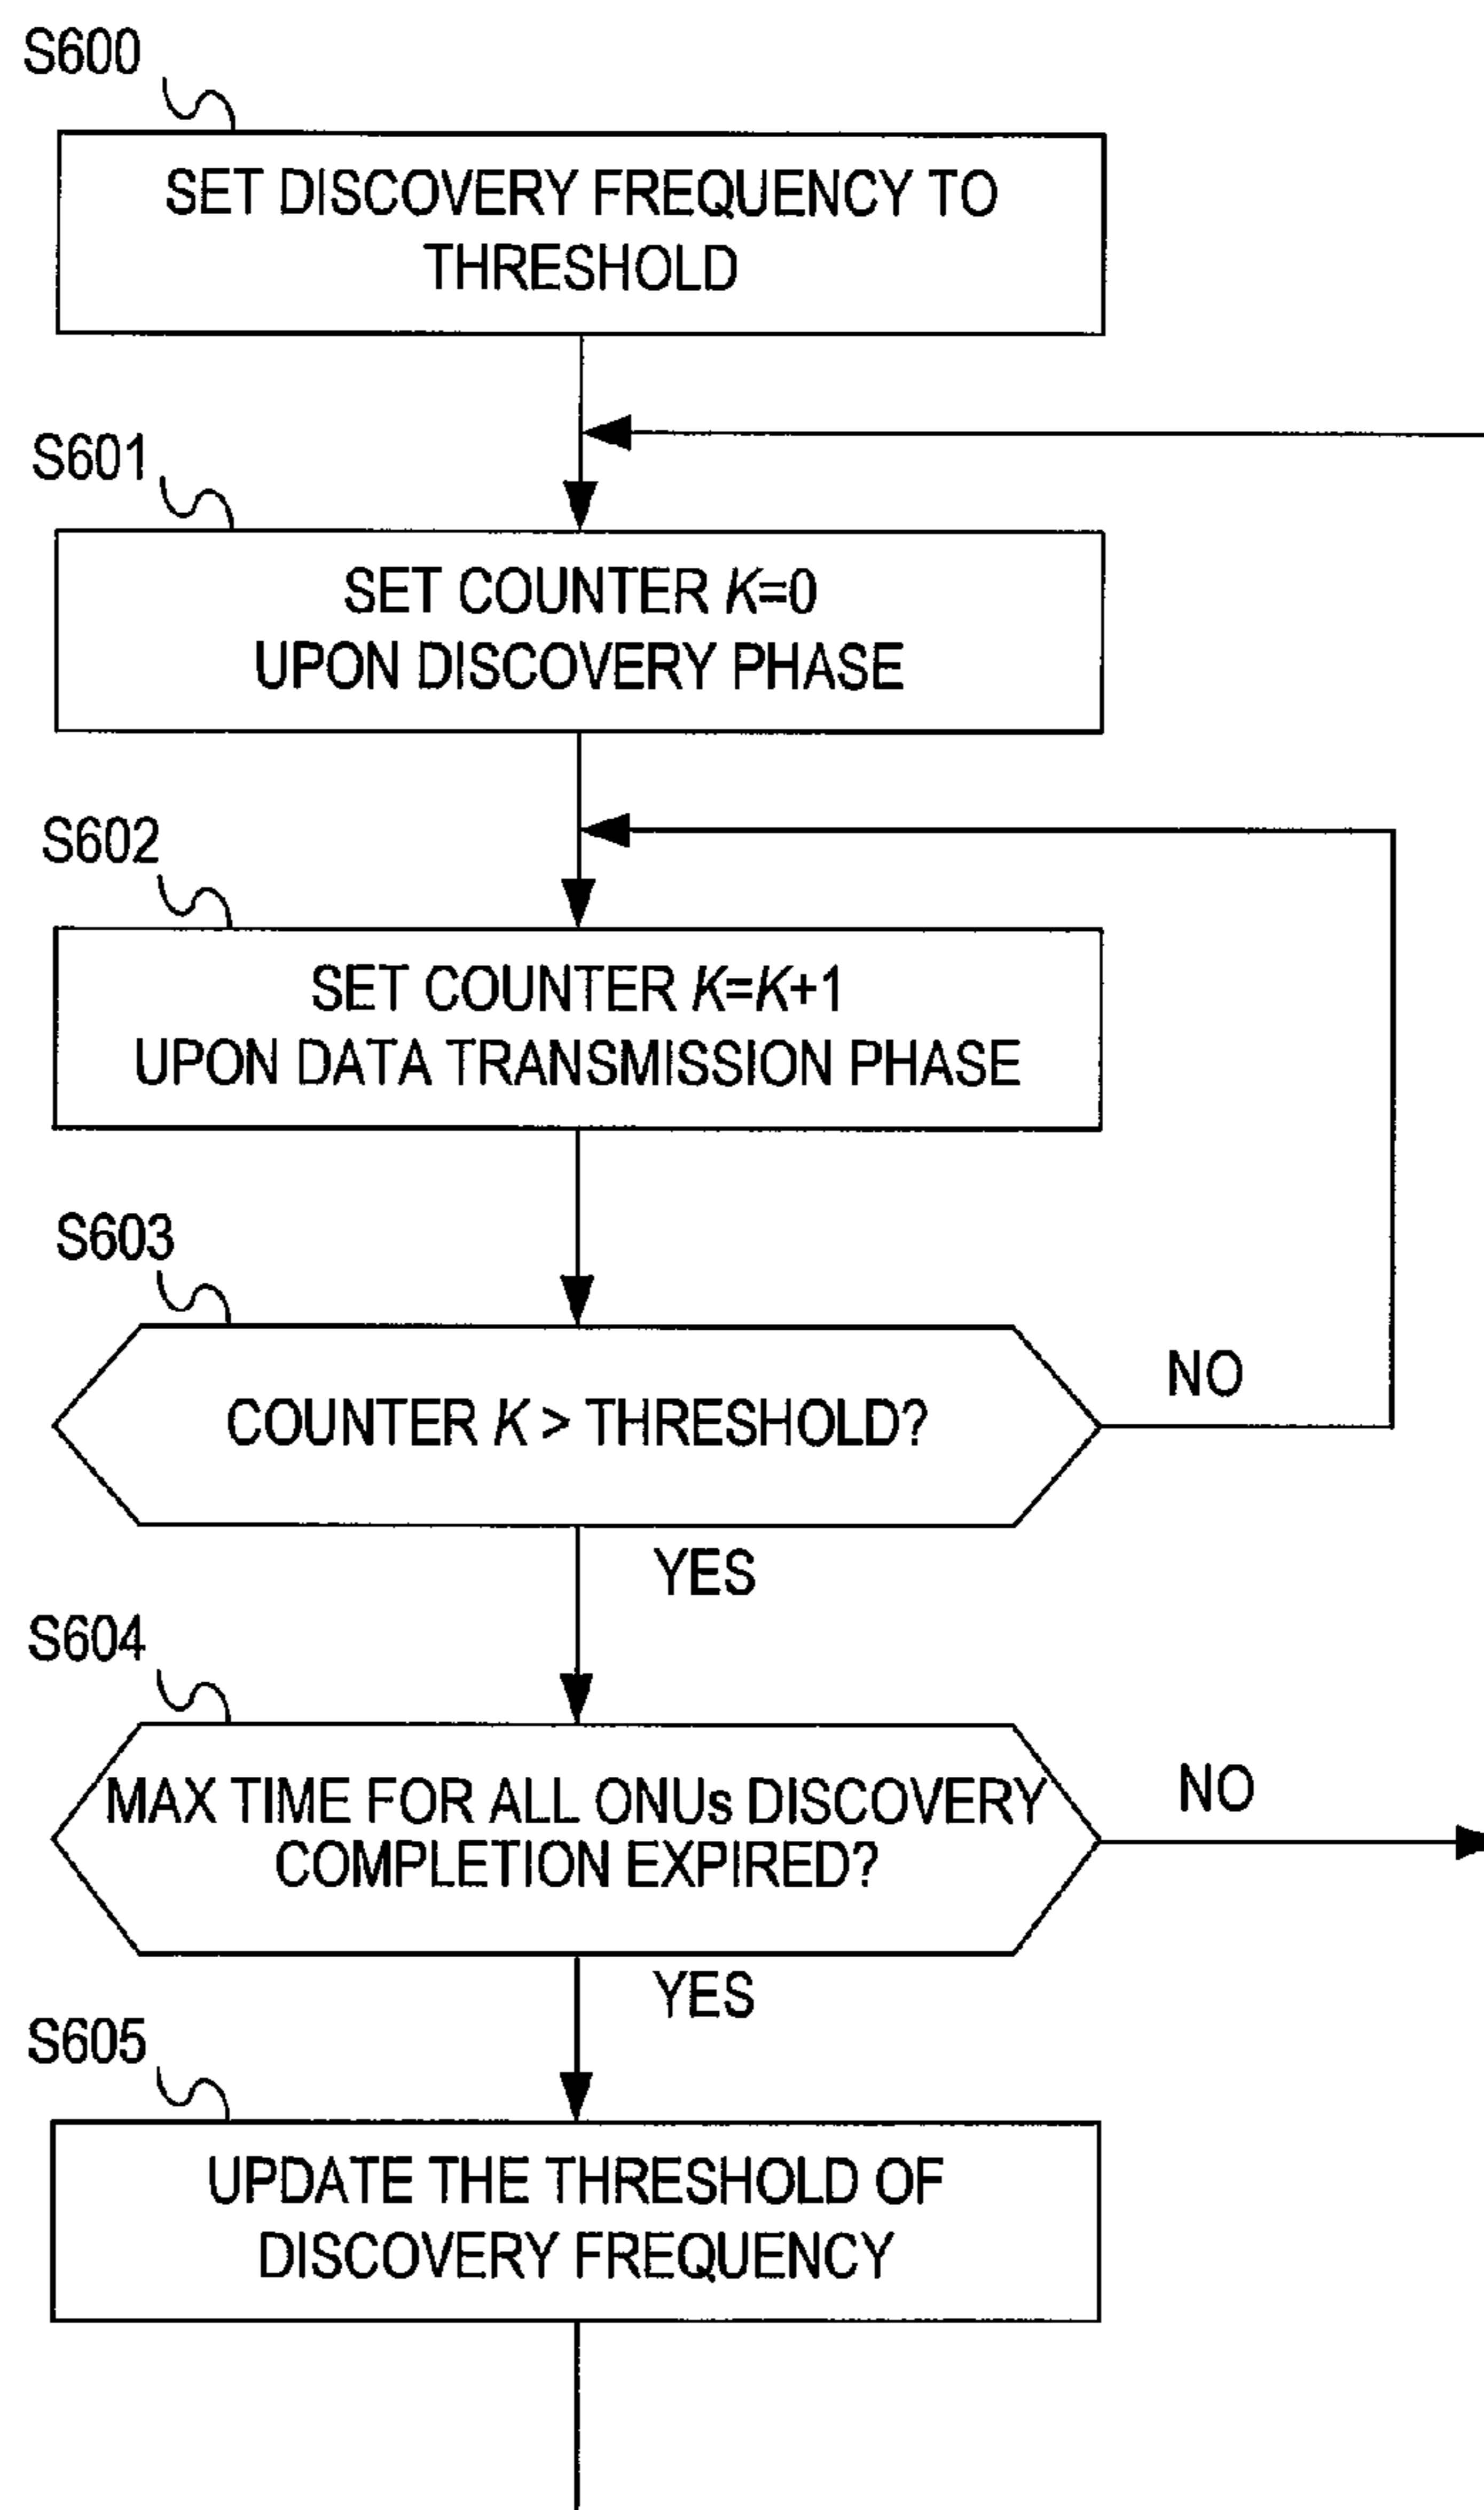 S600
SET DISCOVERY FREQUENCY TO
THRESHOLD
S601
SET COUNTER K=0
UPON DISCOVERY PHASE
S602
SET COUNTER K=K+1
UPON DATA TRANSMISSION PHASE
S603
COUNTER K > THRESHOLD?
NO
YES
S604
MAX TIME FOR ALL ONUs DISCOVERY
COMPLETION EXPIRED?
NO
YES
S605
UPDATE THE THRESHOLD OF
DISCOVERY FREQUENCY